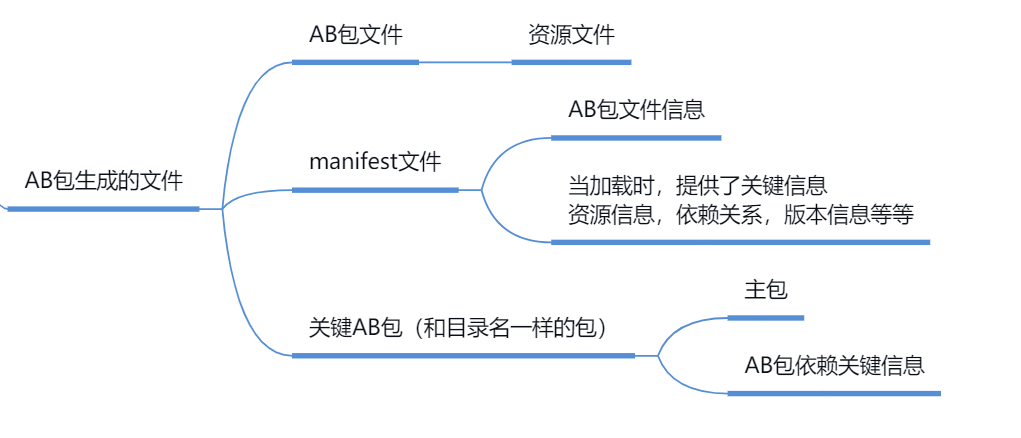 AB包生成的文件
AB包文件
资源文件
manifest文件
AB包文件信息
当加载时，提供了关键信息
资源信息，依赖关系，版本信息等等
关键AB包（和目录名一样的包）
主包
AB包依赖关键信息